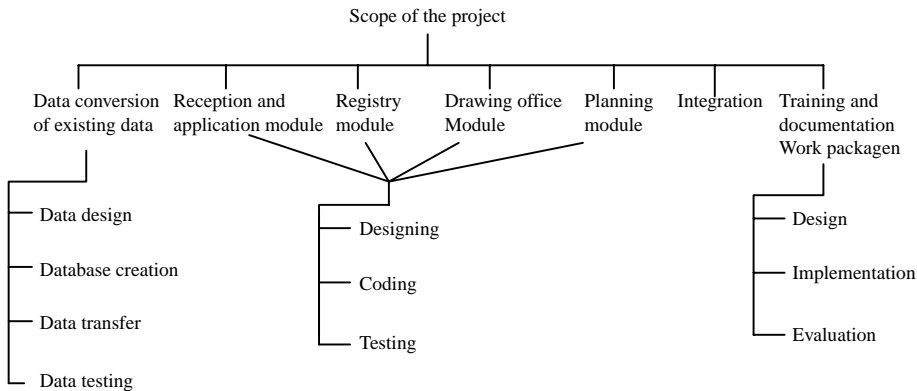 Scope of the project
Data conversion
of existing data
Reception and
application module
Registry
module
Drawing office
Module
Planning
module
Integration
Training and
documentation
Work packagen
Data design
Database creation
Data transfer
Data testing
Designing
Coding
Testing
Design
Implementation
Evaluation